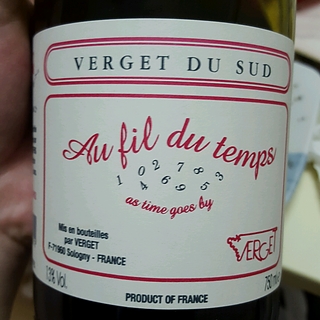 VERGET DU SUD
Au fil du temps
1 0 2 7 8 3
4 6 9 5
as time goes by
Mis en bouteilles
par VERGET
F-71960 Sologny - FRANCE
VERGET
13% Vol.
750 ml
PRODUCT OF FRANCE